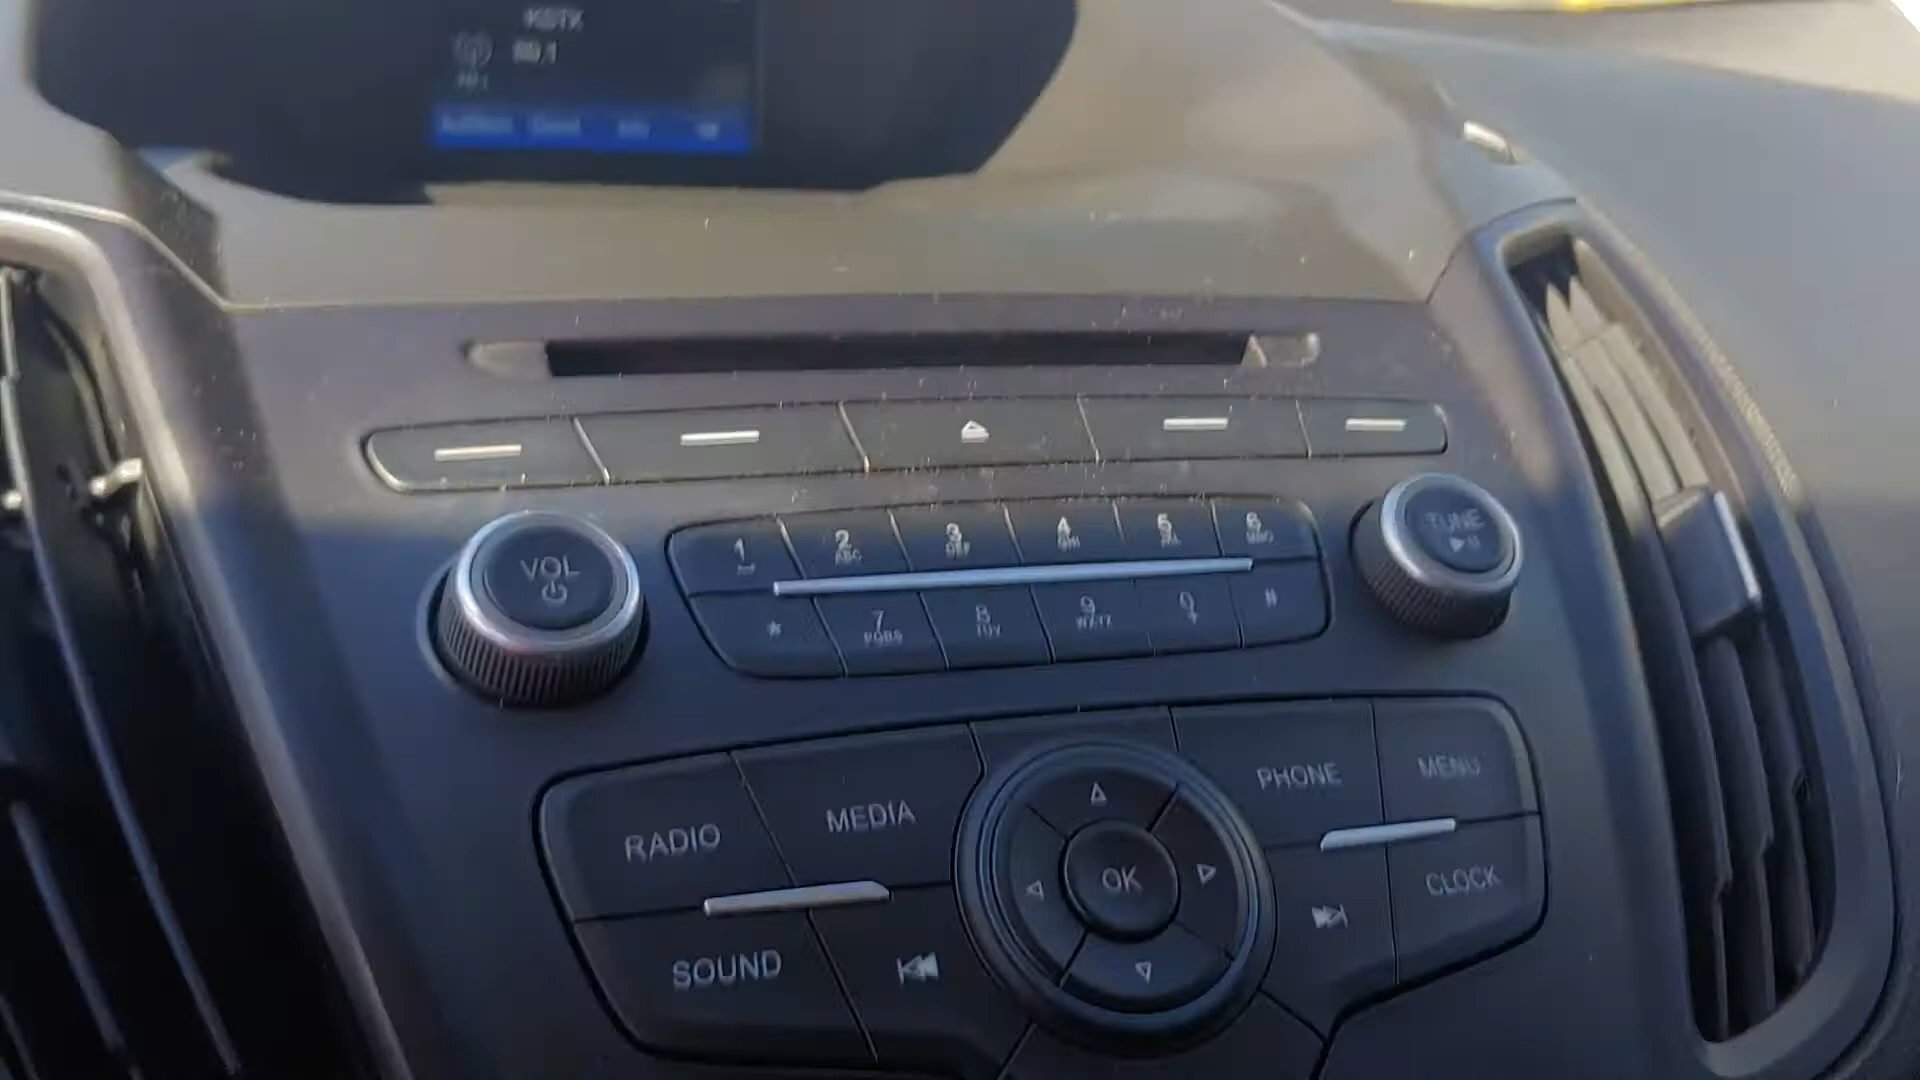 KSTX
89.1
1 2 3 4 5 6
ABC DEF GHI JKL MNO
VOL
TUNE
* 7 8 9 0 #
PQRS TUV WXYZ +
RADIO MEDIA PHONE MENU
OK
SOUND CLOCK